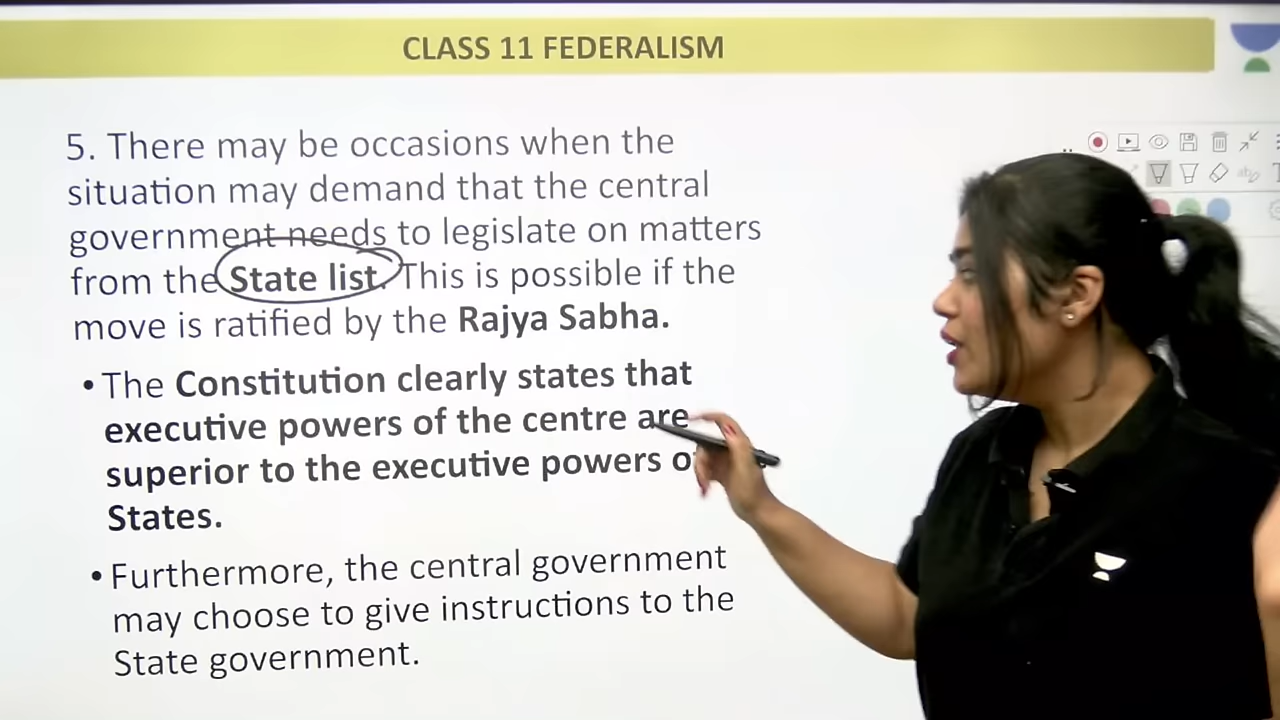 CLASS 11 FEDERALISM
5. There may be occasions when the
situation may demand that the central
government needs to legislate on matters
from the State list. This is possible if the
move is ratified by the Rajya Sabha.
• The Constitution clearly states that
executive powers of the centre are
superior to the executive powers
States.
• Furthermore, the central government
may choose to give instructions to the
State government.